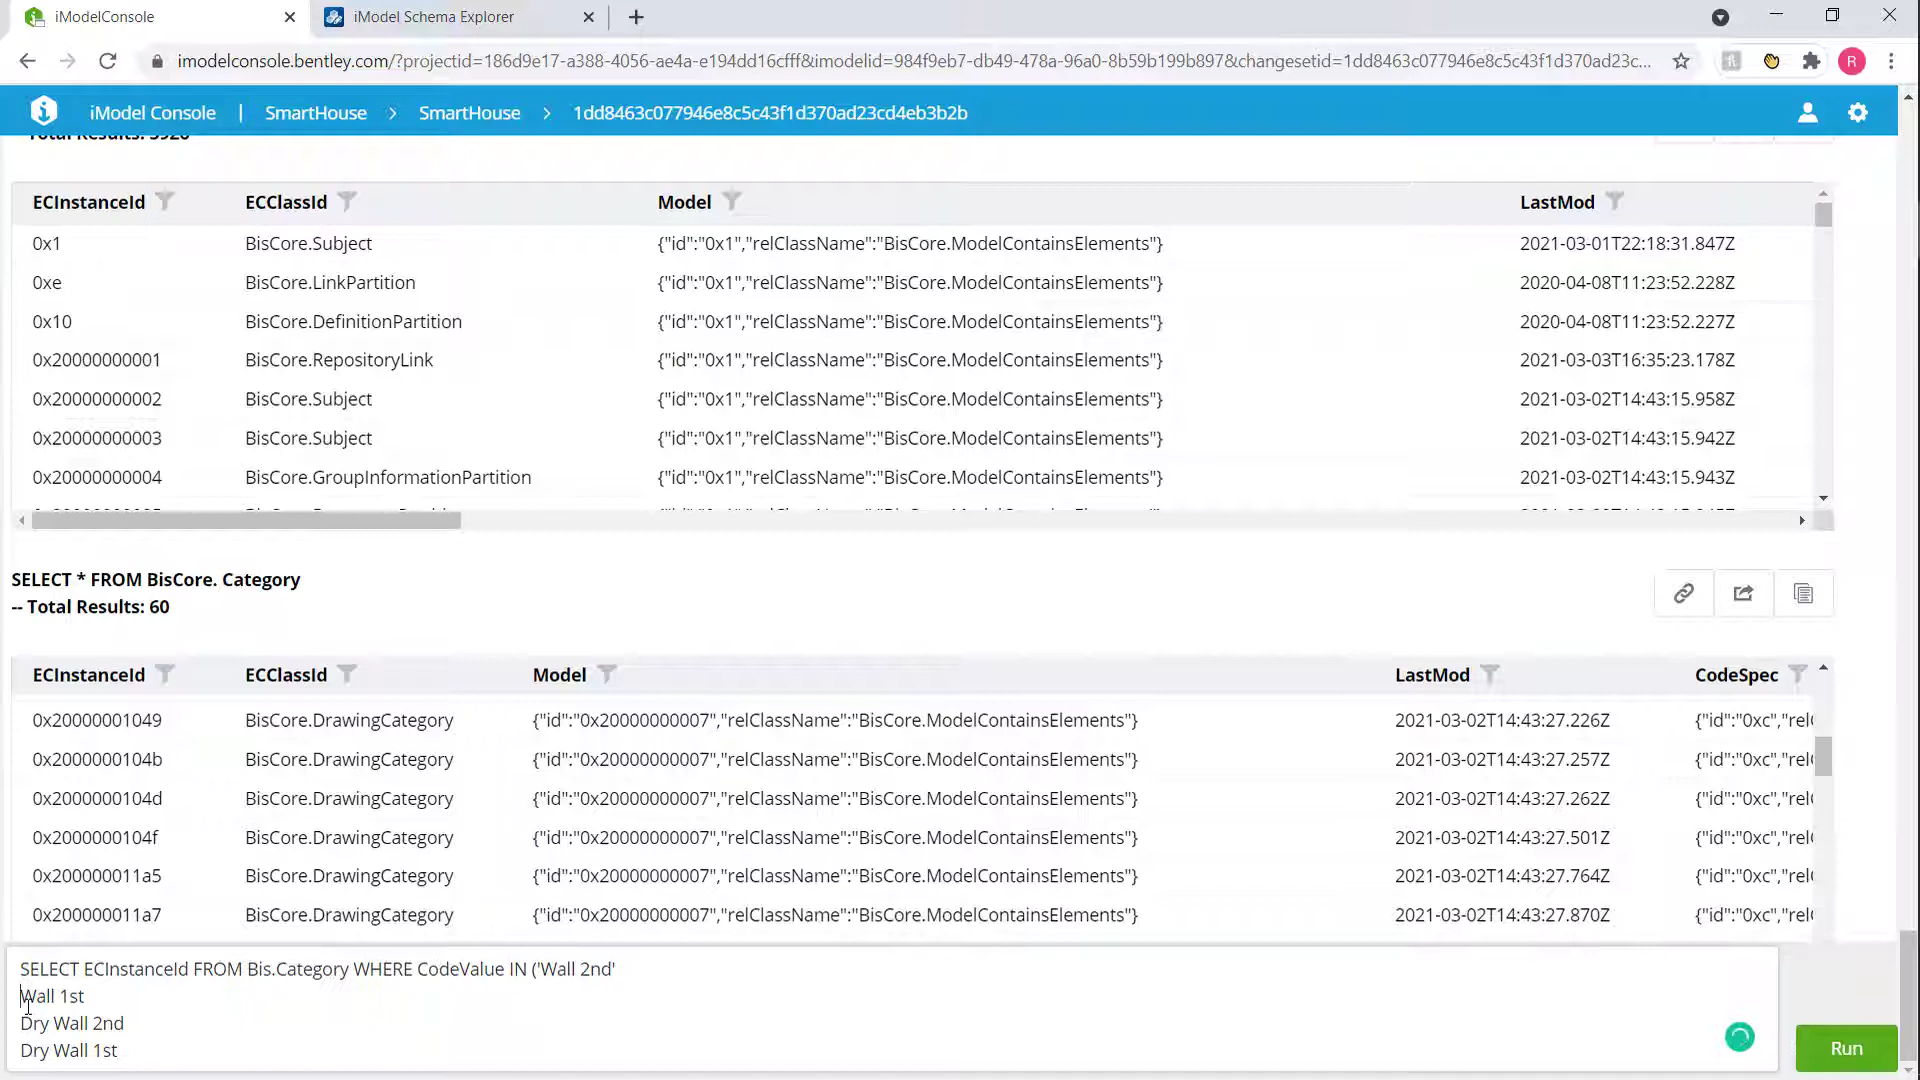 iModelConsole
iModel Schema Explorer
imodelconsole.bentley.com/?projectid=186d9e17-a388-4056-ae4a-e194dd16cfff&imodelid=984f9eb7-db49-478a-96a0-8b59b199b897&changesetid=1dd8463c077946e8c5c43f1d370ad23c...
R
iModel Console | SmartHouse > SmartHouse > 1dd8463c077946e8c5c43f1d370ad23cd4eb3b2b
Total Results: 3920
ECInstanceId ECClassId Model LastMod
0x1 BisCore.Subject {"id":"0x1","relClassName":"BisCore.ModelContainsElements"} 2021-03-01T22:18:31.847Z
0xe BisCore.LinkPartition {"id":"0x1","relClassName":"BisCore.ModelContainsElements"} 2020-04-08T11:23:52.228Z
0x10 BisCore.DefinitionPartition {"id":"0x1","relClassName":"BisCore.ModelContainsElements"} 2020-04-08T11:23:52.227Z
0x20000000001 BisCore.RepositoryLink {"id":"0x1","relClassName":"BisCore.ModelContainsElements"} 2021-03-03T16:35:23.178Z
0x20000000002 BisCore.Subject {"id":"0x1","relClassName":"BisCore.ModelContainsElements"} 2021-03-02T14:43:15.958Z
0x20000000003 BisCore.Subject {"id":"0x1","relClassName":"BisCore.ModelContainsElements"} 2021-03-02T14:43:15.942Z
0x20000000004 BisCore.GroupInformationPartition {"id":"0x1","relClassName":"BisCore.ModelContainsElements"} 2021-03-02T14:43:15.943Z
SELECT * FROM BisCore. Category
-- Total Results: 60
ECInstanceId ECClassId Model LastMod CodeSpec
0x20000001049 BisCore.DrawingCategory {"id":"0x20000000007","relClassName":"BisCore.ModelContainsElements"} 2021-03-02T14:43:27.226Z {"id":"0xc","rel
0x2000000104b BisCore.DrawingCategory {"id":"0x20000000007","relClassName":"BisCore.ModelContainsElements"} 2021-03-02T14:43:27.257Z {"id":"0xc","rel
0x2000000104d BisCore.DrawingCategory {"id":"0x20000000007","relClassName":"BisCore.ModelContainsElements"} 2021-03-02T14:43:27.262Z {"id":"0xc","rel
0x2000000104f BisCore.DrawingCategory {"id":"0x20000000007","relClassName":"BisCore.ModelContainsElements"} 2021-03-02T14:43:27.501Z {"id":"0xc","rel
0x200000011a5 BisCore.DrawingCategory {"id":"0x20000000007","relClassName":"BisCore.ModelContainsElements"} 2021-03-02T14:43:27.764Z {"id":"0xc","rel
0x200000011a7 BisCore.DrawingCategory {"id":"0x20000000007","relClassName":"BisCore.ModelContainsElements"} 2021-03-02T14:43:27.870Z {"id":"0xc","rel
SELECT ECInstanceId FROM Bis.Category WHERE CodeValue IN ('Wall 2nd'
Wall 1st
Dry Wall 2nd
Dry Wall 1st
Run